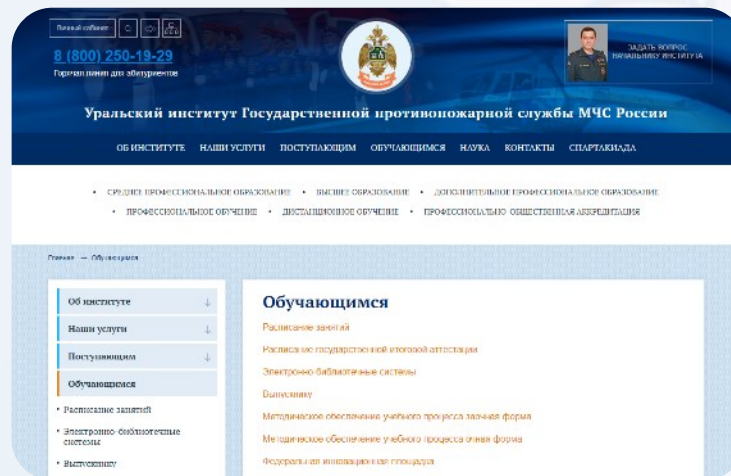 Личный кабинет
8 (800) 250-19-29
Горячая линия для абитуриентов
ЗАДАТЬ ВОПРОС
НАЧАЛЬНИКУ ИНСТИТУТА
Уральский институт Государственной противопожарной службы МЧС России
ОБ ИНСТИТУТЕ НАШИ УСЛУГИ ПОСТУПАЮЩИМ ОБУЧАЮЩИМСЯ НАУКА КОНТАКТЫ СПАРТАКИАДА
• СРЕДНЕЕ ПРОФЕССИОНАЛЬНОЕ ОБРАЗОВАНИЕ • ВЫСШЕЕ ОБРАЗОВАНИЕ • ДОПОЛНИТЕЛЬНОЕ ПРОФЕССИОНАЛЬНОЕ ОБРАЗОВАНИЕ
• ПРОФЕССИОНАЛЬНОЕ ОБУЧЕНИЕ • ДИСТАНЦИОННОЕ ОБУЧЕНИЕ • ПРОФЕССИОНАЛЬНО-ОБЩЕСТВЕННАЯ АККРЕДИТАЦИЯ
Главная — Обучающимся
Об институте
Наши услуги
Поступающим
Обучающимся
• Расписание занятий
• Электронно-библиотечные
системы
• Выпускнику
Обучающимся
Расписание занятий
Расписание государственной итоговой аттестации
Электронно-библиотечные системы
Выпускнику
Методическое обеспечение учебного процесса заочная форма
Методическое обеспечение учебного процесса очная форма
Федеральная инновационная площадка